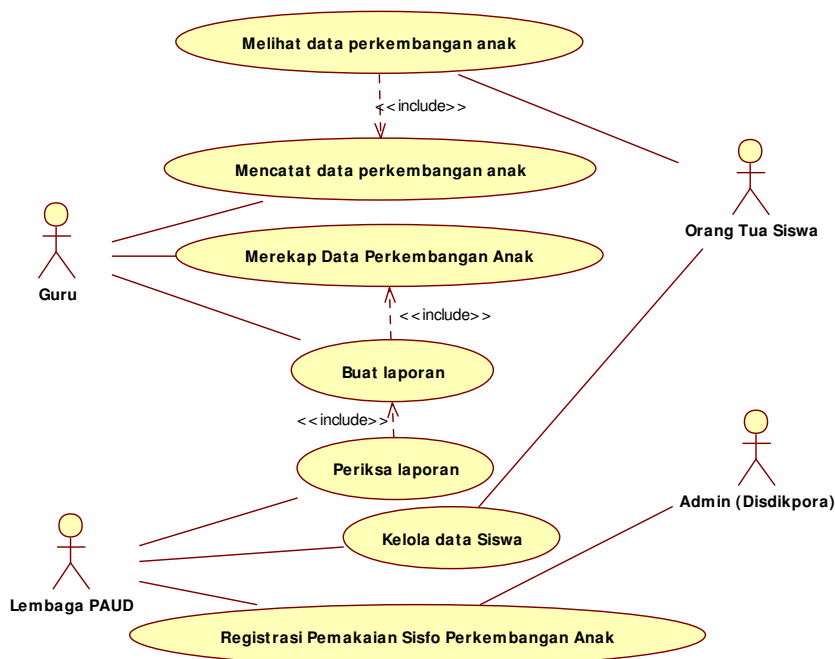 Melihat data perkembangan anak
<<include>>
Mencatat data perkembangan anak
Orang Tua Siswa
Merekap Data Perkembangan Anak
Guru
<<include>>
Buat laporan
<<include>>
Periksa laporan
Admin (Disdikpora)
Kelola data Siswa
Lembaga PAUD
Registrasi Pemakaian Sisfo Perkembangan Anak